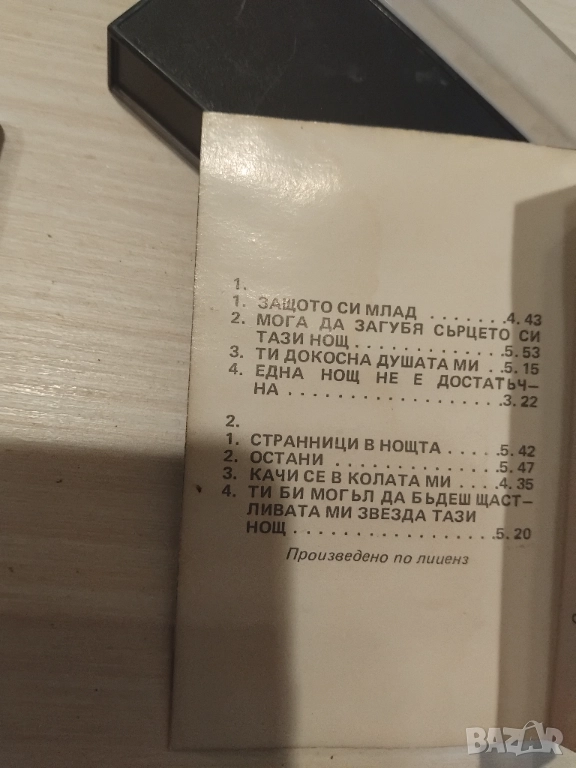 1.
1. ЗАЩОТО СИ МЛАД . . . . . . .4. 43
2. МОГА ДА ЗАГУБЯ СЪРЦЕТО СИ
ТАЗИ НОЩ . . . . . . . . . . . . .5. 53
3. ТИ ДОКОСНА ДУШАТА МИ . .5. 15
4. ЕДНА НОЩ НЕ Е ДОСТАТЪЧ-
НА . . . . . . . . . . . . . . . . . . .3. 22
2.
1. СТРАННИЦИ В НОЩТА . . . . .5. 42
2. ОСТАНИ . . . . . . . . . . . . . .5. 47
3. КАЧИ СЕ В КОЛАТА МИ . . . . 4. 35
4. ТИ БИ МОГЪЛ ДА БЪДЕШ ЩАСТ-
ЛИВАТА МИ ЗВЕЗДА ТАЗИ
НОЩ . . . . . . . . . . . . . . . . .5. 20
Произведено по лиценз
BAZAR